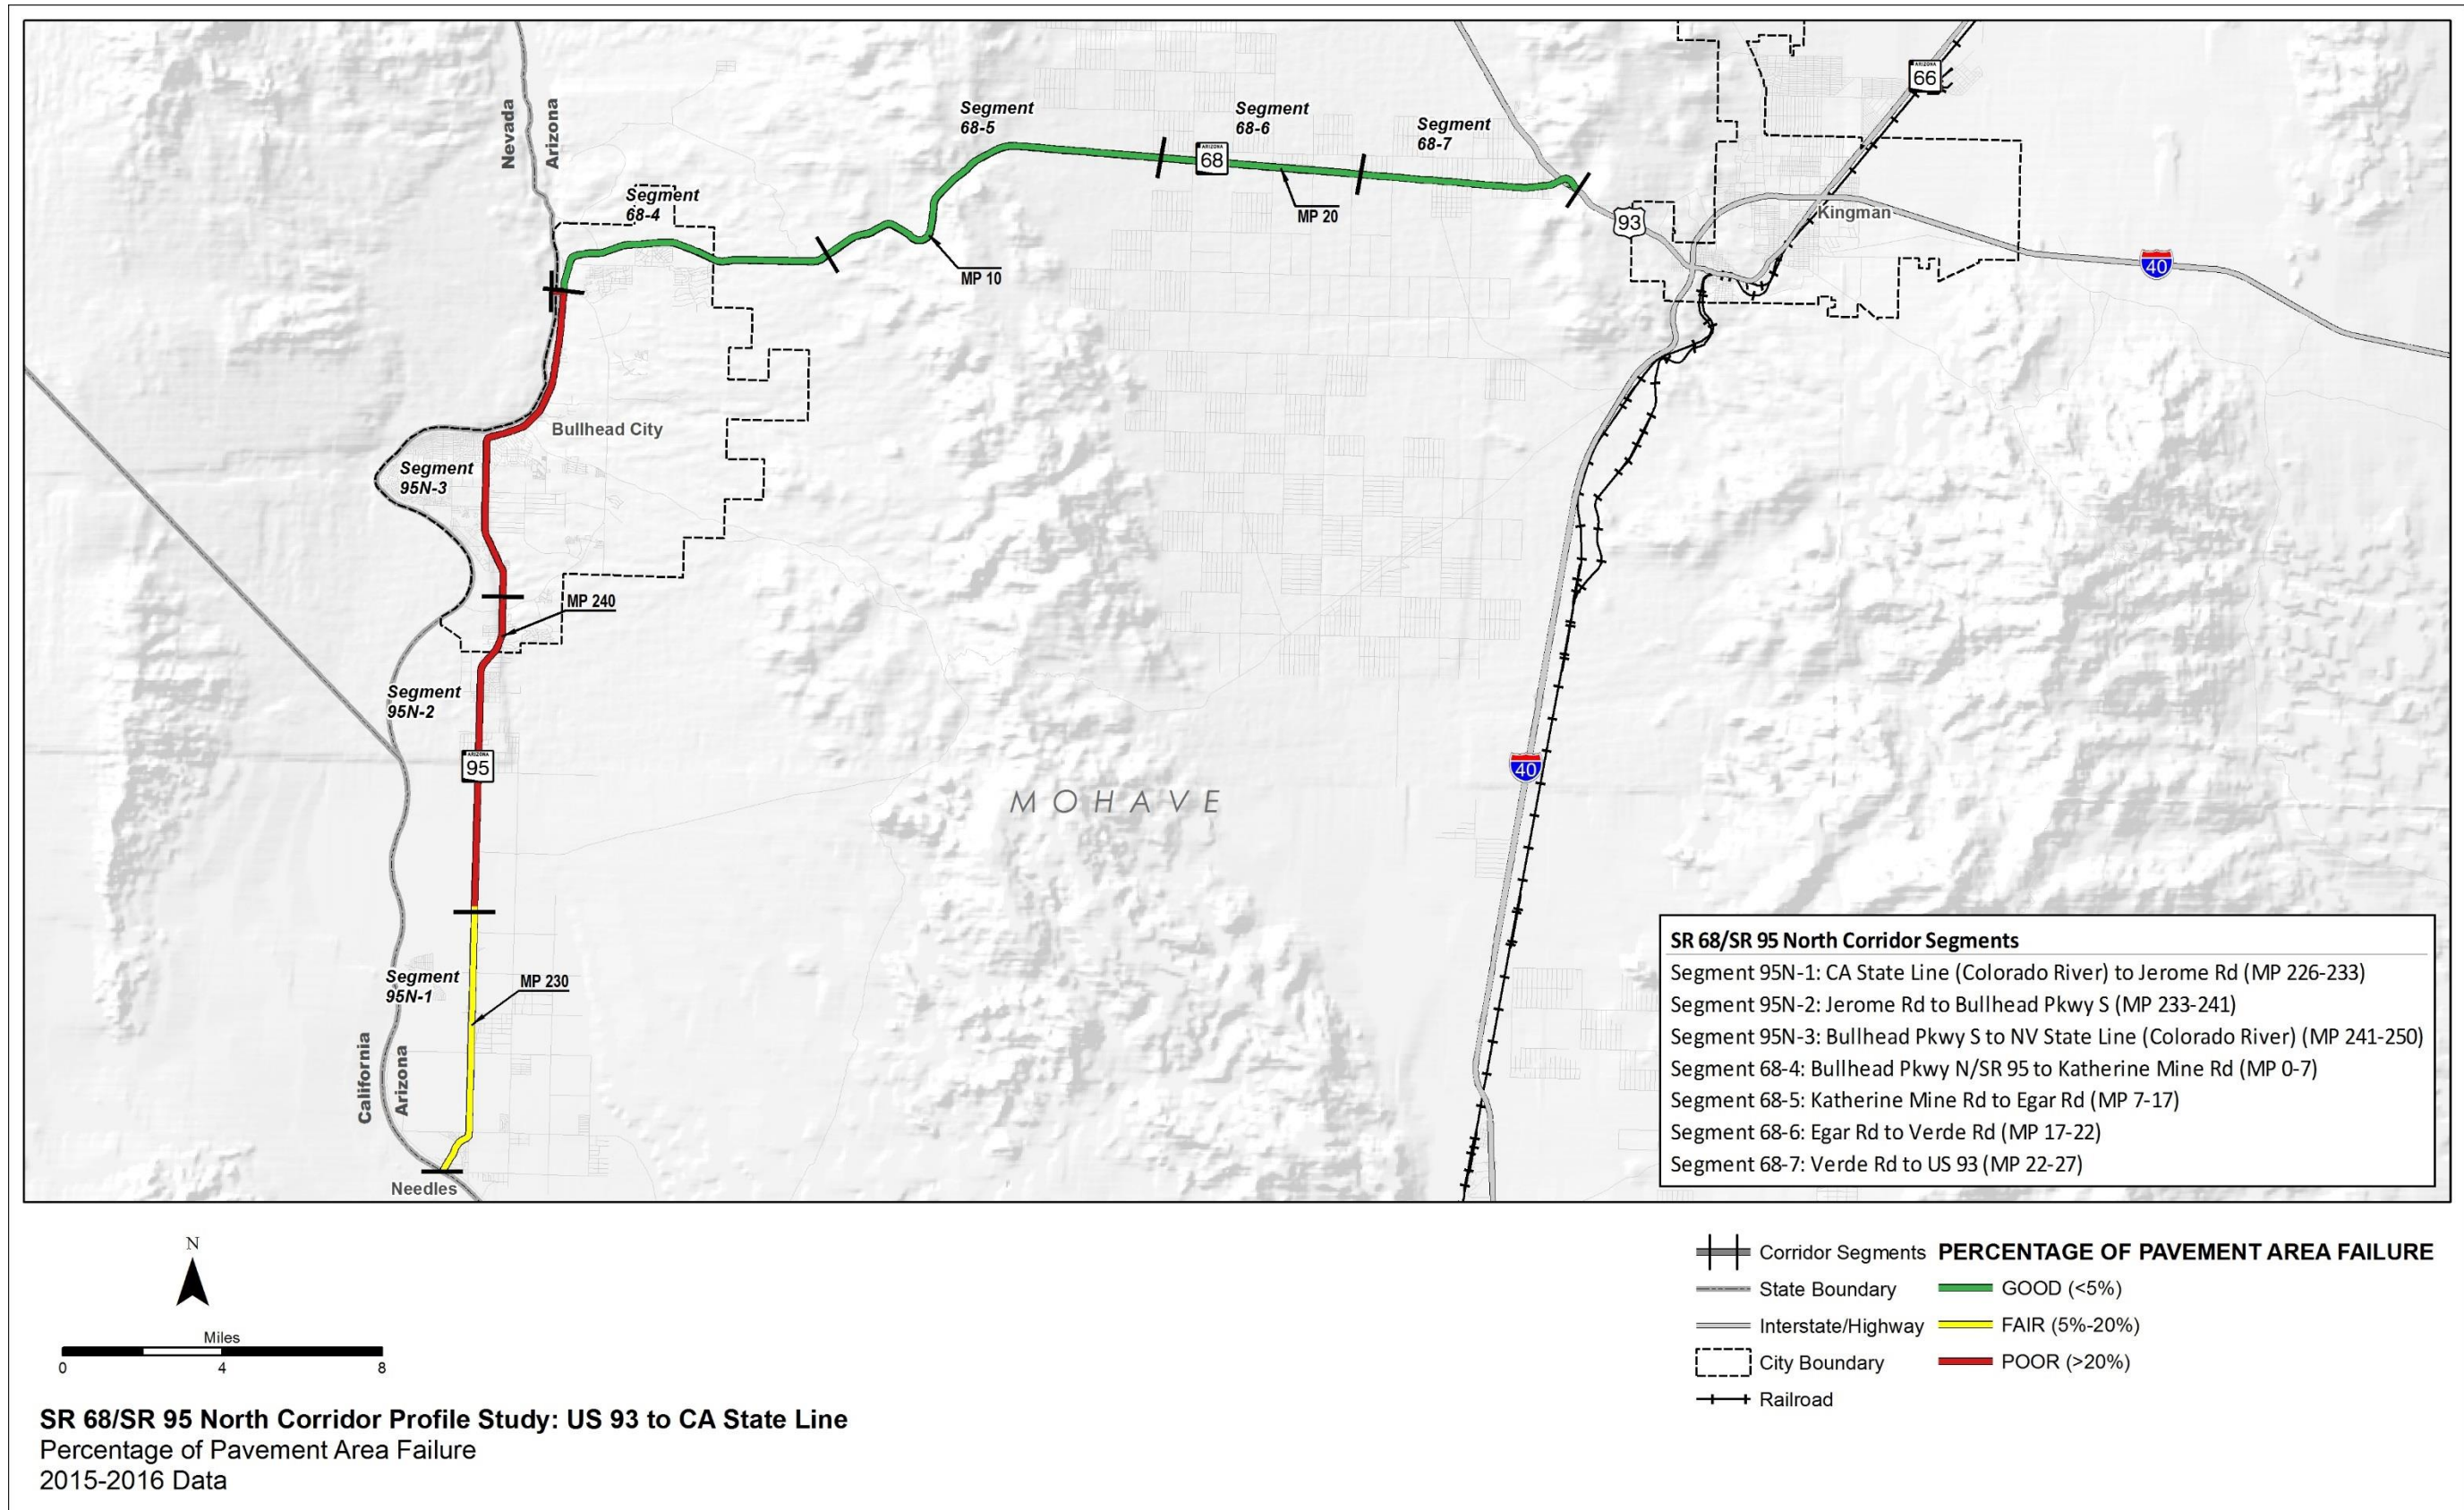 Nevada
Arizona
Segment
68-4
Segment
68-5
Segment
68-6
Segment
68-7
ARIZONA
68
MP 20
MP 10
93
ARIZONA
66
Kingman
40
Bullhead City
Segment
95N-3
MP 240
Segment
95N-2
ARIZONA
95
MOHAVE
40
Segment
95N-1
MP 230
California
Arizona
Needles
SR 68/SR 95 North Corridor Segments
Segment 95N-1: CA State Line (Colorado River) to Jerome Rd (MP 226-233)
Segment 95N-2: Jerome Rd to Bullhead Pkwy S (MP 233-241)
Segment 95N-3: Bullhead Pkwy S to NV State Line (Colorado River) (MP 241-250)
Segment 68-4: Bullhead Pkwy N/SR 95 to Katherine Mine Rd (MP 0-7)
Segment 68-5: Katherine Mine Rd to Egar Rd (MP 7-17)
Segment 68-6: Egar Rd to Verde Rd (MP 17-22)
Segment 68-7: Verde Rd to US 93 (MP 22-27)
N
Miles
0 4 8
Corridor Segments
State Boundary
Interstate/Highway
City Boundary
Railroad
PERCENTAGE OF PAVEMENT AREA FAILURE
GOOD (<5%)
FAIR (5%-20%)
POOR (>20%)
SR 68/SR 95 North Corridor Profile Study: US 93 to CA State Line
Percentage of Pavement Area Failure
2015-2016 Data